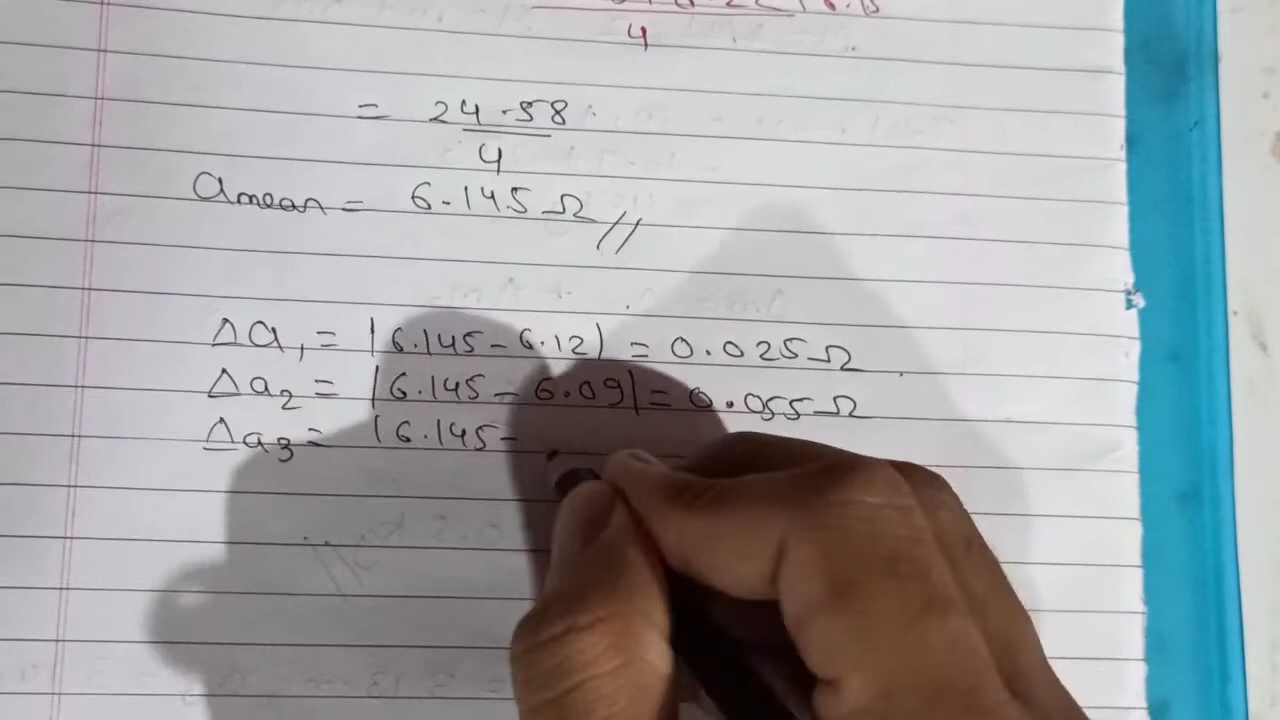 4
= 24.58
4
amean = 6.145 Ω //
Δa₁ = |6.145 - 6.12| = 0.025 Ω
Δa₂ = |6.145 - 6.09| = 0.055 Ω
Δa₃ = |6.145 -